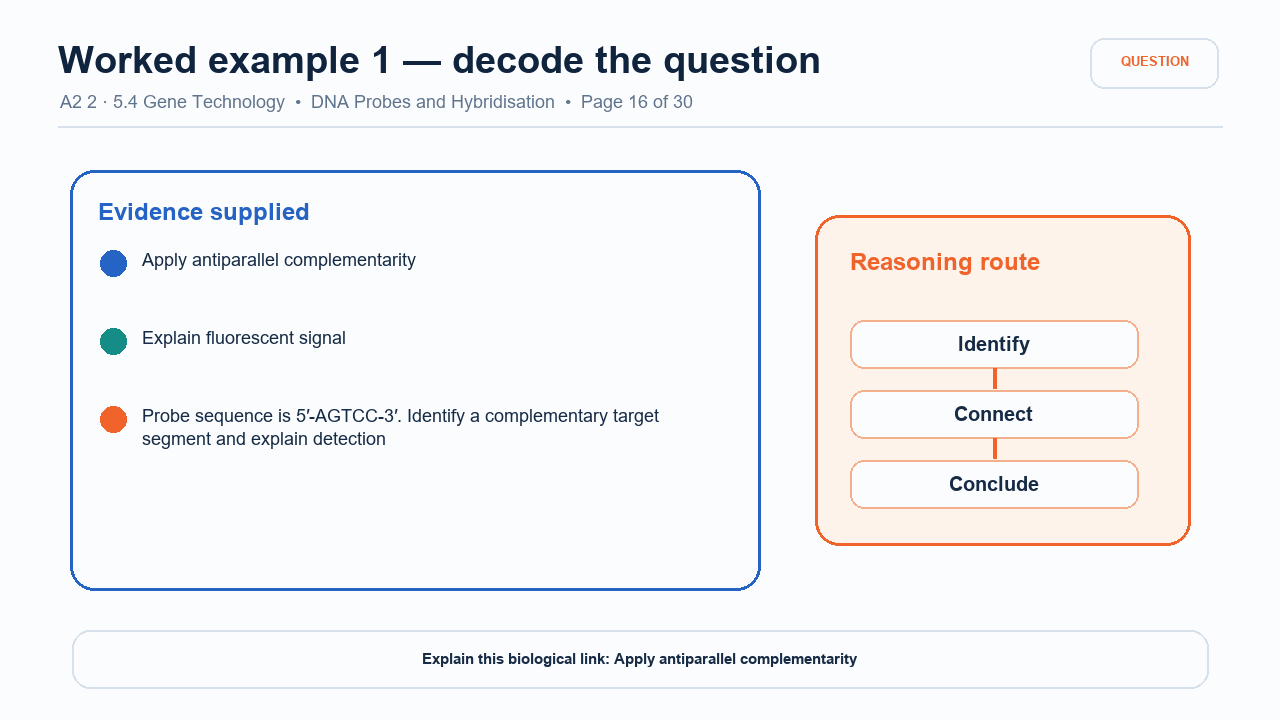 Worked example 1 — decode the question
QUESTION
A2 2 · 5.4 Gene Technology • DNA Probes and Hybridisation • Page 16 of 30
Evidence supplied
Apply antiparallel complementarity
Explain fluorescent signal
Probe sequence is 5′-AGTCC-3′. Identify a complementary target
segment and explain detection
Reasoning route
Identify
Connect
Conclude
Explain this biological link: Apply antiparallel complementarity